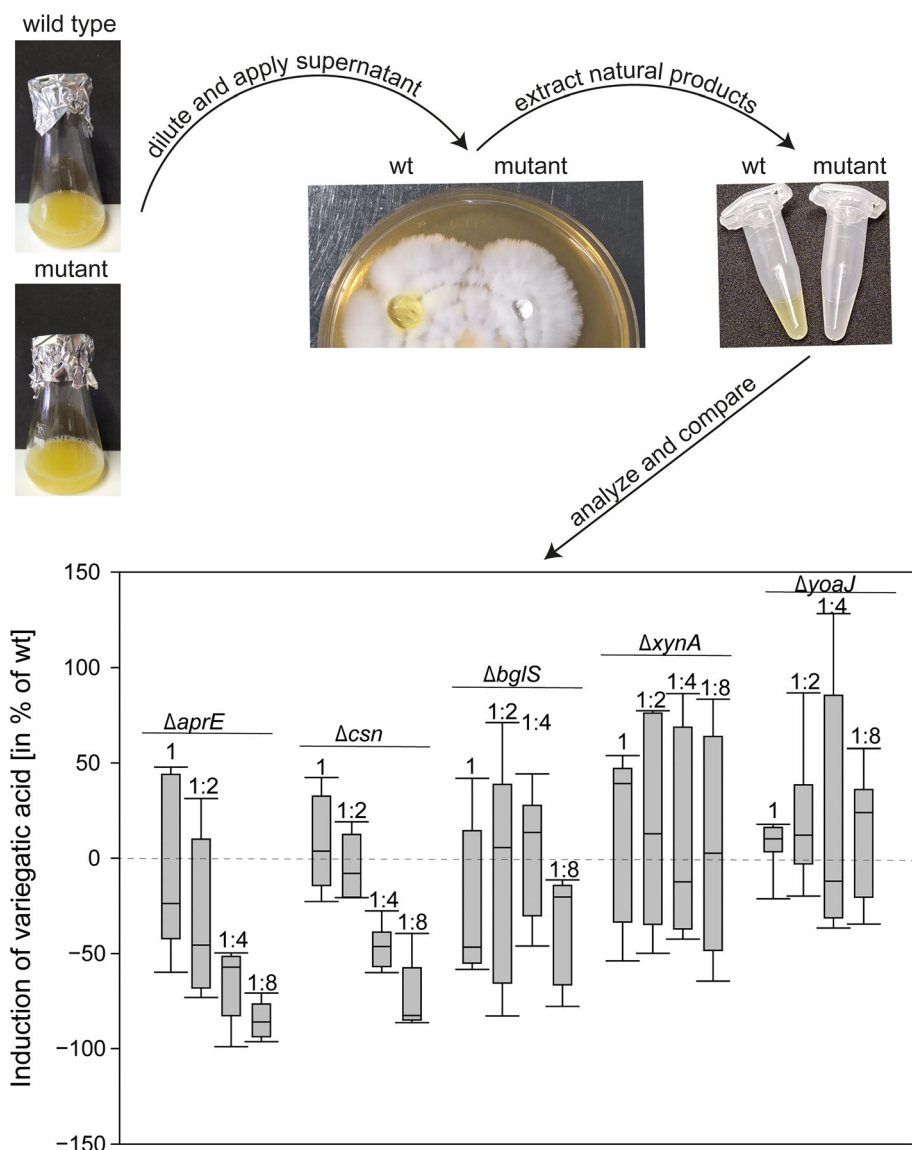 wild type
dilute and apply supernatant
extract natural products
wt mutant
wt mutant
mutant
analyze and compare
Induction of variegatic acid [in % of wt]
150
100
50
0
−50
−100
−150
ΔaprE
1
1:2
1:4
1:8
Δcsn
1
1:2
1:4
1:8
ΔbglS
1
1:2
1:4
1:8
ΔxynA
1
1:2
1:4
1:8
ΔyoaJ
1
1:2
1:4
1:8